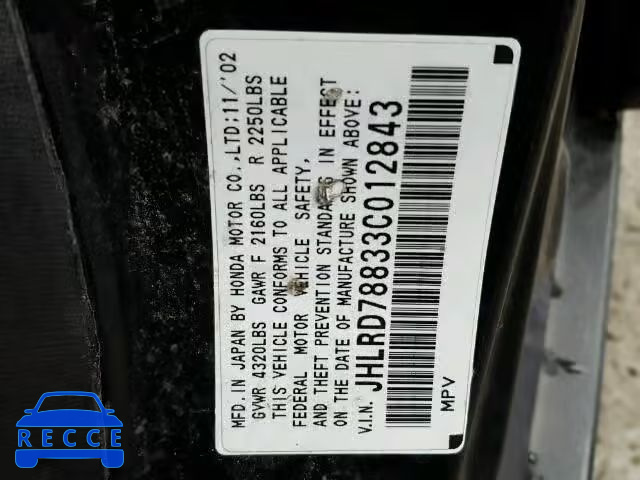 MFD.IN JAPAN BY HONDA MOTOR CO.,LTD:11/'02
GVWR 4320LBS GAWR F 2160LBS R 2250LBS
THIS VEHICLE CONFORMS TO ALL APPLICABLE
FEDERAL MOTOR VEHICLE SAFETY,
AND THEFT PREVENTION STANDARDS IN EFFECT
ON THE DATE OF MANUFACTURE SHOWN ABOVE:
V.I.N. JHLRD78833C012843
MPV
RECCE